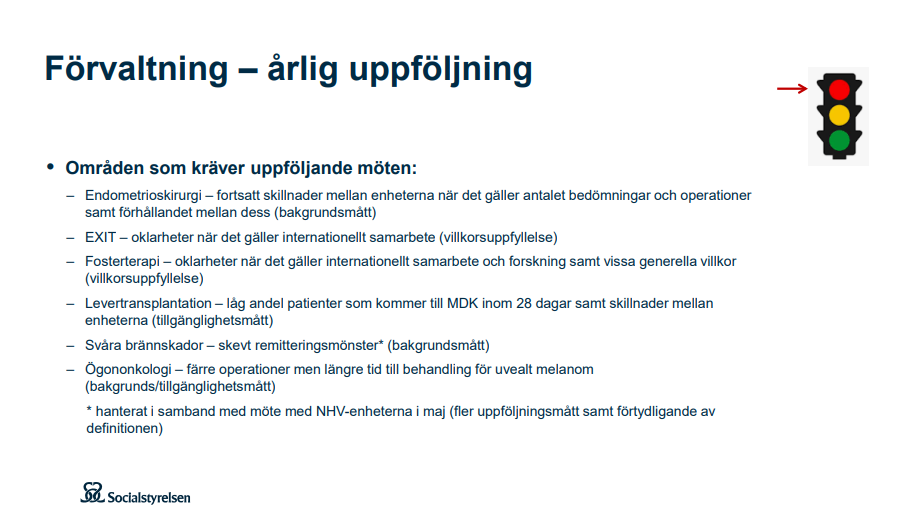 Förvaltning – årlig uppföljning
• Områden som kräver uppföljande möten:
– Endometrioskirurgi – fortsatt skillnader mellan enheterna när det gäller antalet bedömningar och operationer
samt förhållandet mellan dess (bakgrundsmått)
– EXIT – oklarheter när det gäller internationellt samarbete (villkorsuppfyllelse)
– Fosterterapi – oklarheter när det gäller internationellt samarbete och forskning samt vissa generella villkor
(villkorsuppfyllelse)
– Levertransplantation – låg andel patienter som kommer till MDK inom 28 dagar samt skillnader mellan
enheterna (tillgänglighetsmått)
– Svåra brännskador – skevt remitteringsmönster* (bakgrundsmått)
– Ögononkologi – färre operationer men längre tid till behandling för uvealt melanom
(bakgrunds/tillgänglighetsmått)
* hanterat i samband med möte med NHV-enheterna i maj (fler uppföljningsmått samt förtydligande av
definitionen)
Socialstyrelsen